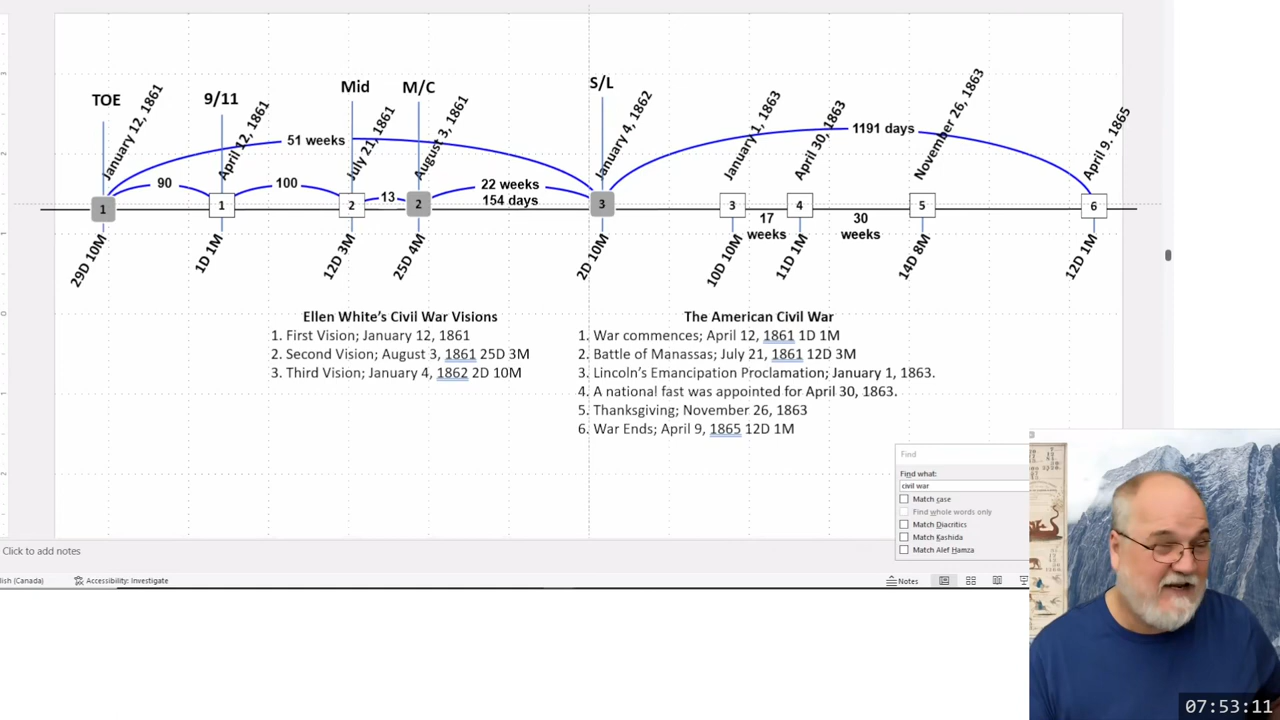 TOE
9/11
Mid
M/C
S/L
January 12, 1861
April 12, 1861
July 21, 1861
August 3, 1861
January 4, 1862
January 1, 1863
April 30, 1863
November 26, 1863
April 9. 1865
51 weeks
1191 days
90
100
13
22 weeks
154 days
1
1
2
2
3
3
4
5
6
17
weeks
30
weeks
29D 10M
1D 1M
12D 3M
25D 4M
2D 10M
10D 10M
11D 1M
14D 8M
12D 1M
Ellen White's Civil War Visions
1. First Vision; January 12, 1861
2. Second Vision; August 3, 1861 25D 3M
3. Third Vision; January 4, 1862 2D 10M
The American Civil War
1. War commences; April 12, 1861 1D 1M
2. Battle of Manassas; July 21, 1861 12D 3M
3. Lincoln's Emancipation Proclamation; January 1, 1863.
4. A national fast was appointed for April 30, 1863.
5. Thanksgiving; November 26, 1863
6. War Ends; April 9, 1865 12D 1M
Find
Find what:
civil war
Match case
Find whole words only
Match Diacritics
Match Kashida
Match Alef Hamza
Click to add notes
lish (Canada)
Accessibility: Investigate
Notes
07:53:11